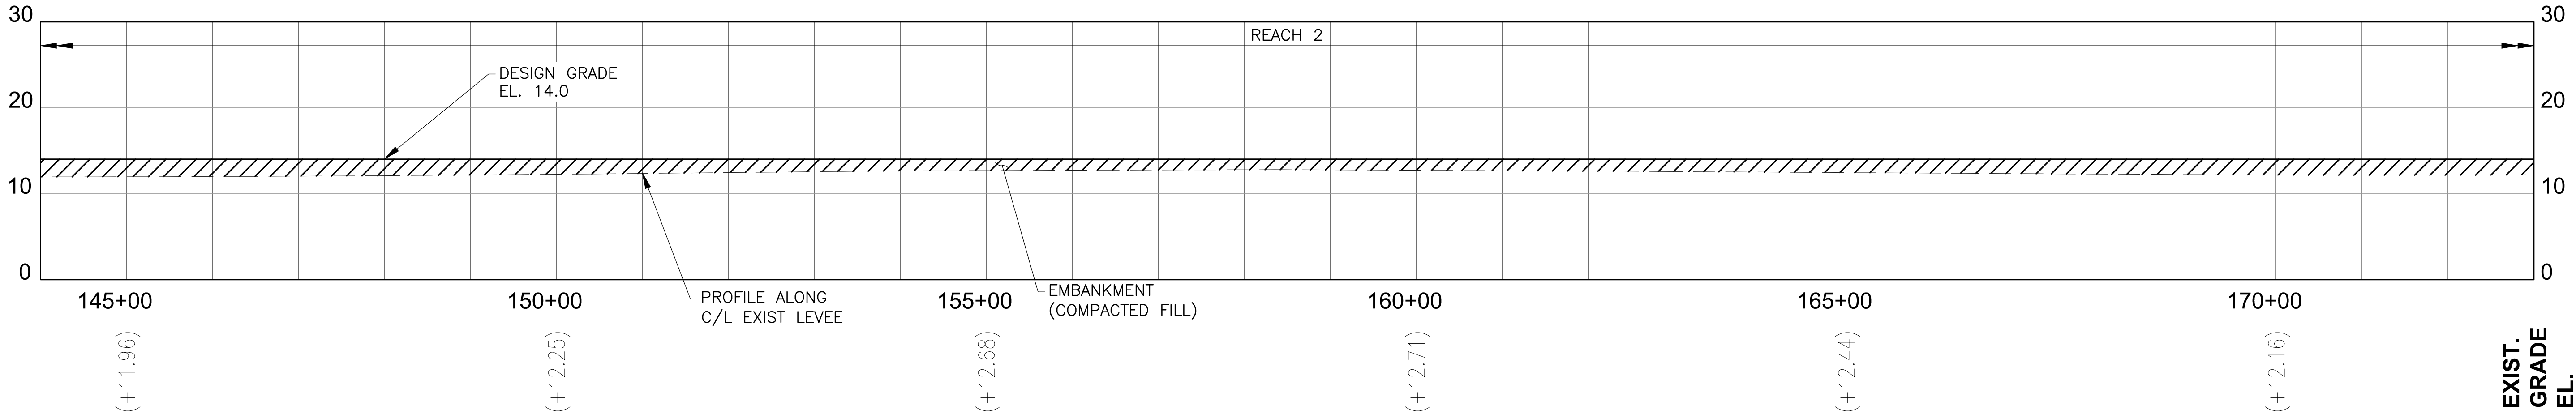 30
30
REACH 2
DESIGN GRADE
EL. 14.0
20
20
10
10
0
0
145+00
150+00
155+00
160+00
165+00
170+00
PROFILE ALONG
C/L EXIST LEVEE
EMBANKMENT
(COMPACTED FILL)
(+11.96)
(+12.25)
(+12.68)
(+12.71)
(+12.44)
(+12.16)
EXIST.
GRADE
EL.